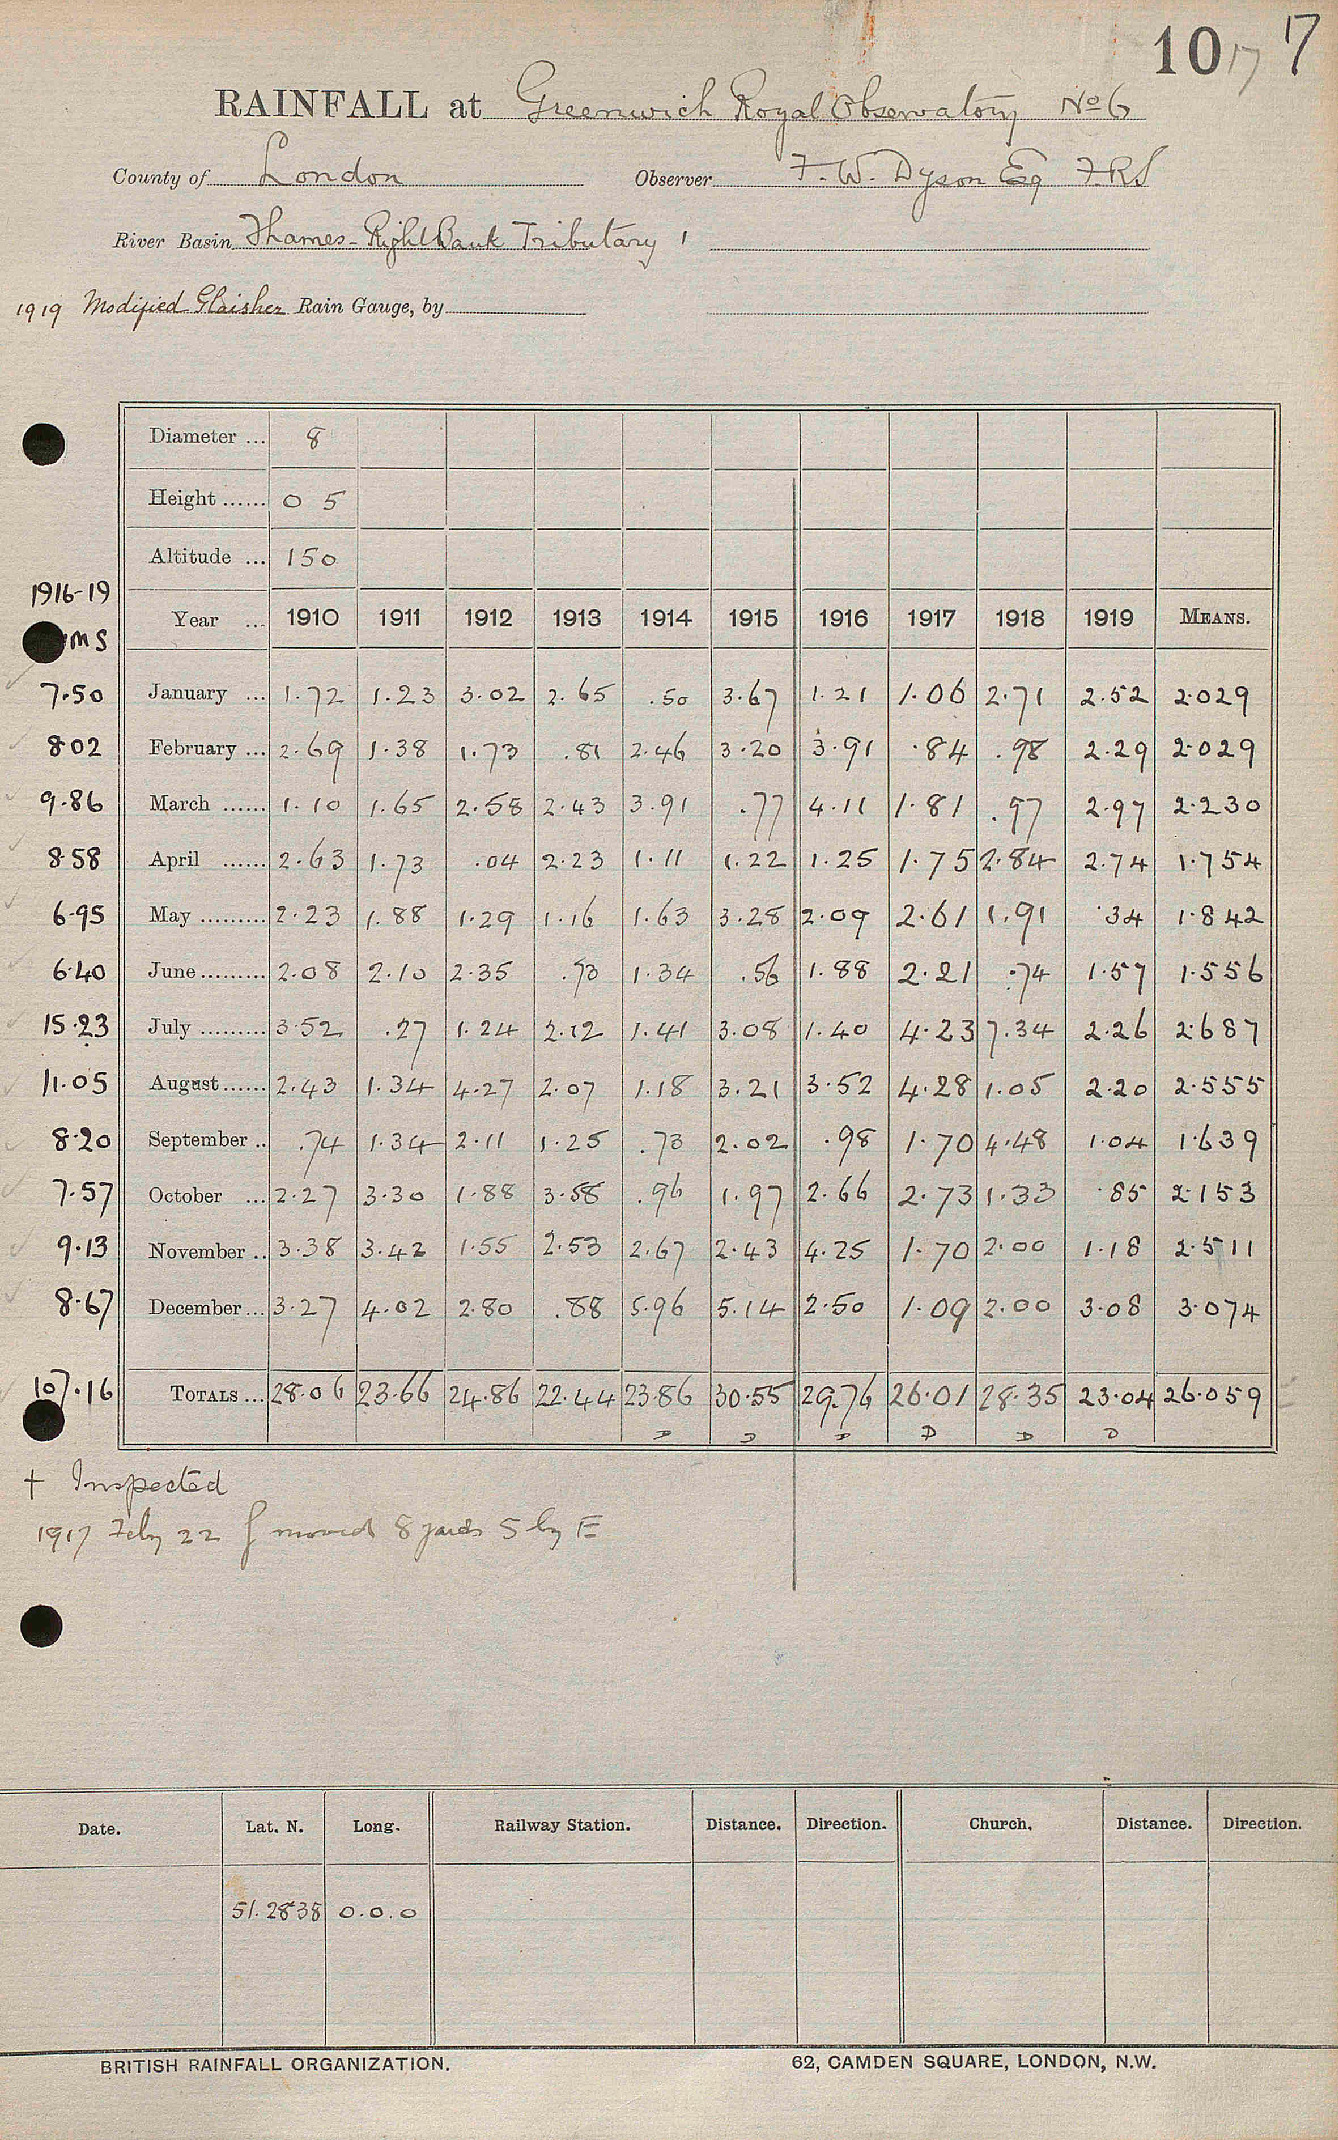 10 17 17
RAINFALL at Greenwich Royal Observatory No 6
County of London Observer F. W. Dyson Esq F.R.S
River Basin Thames - Right Bank Tributary 1
1919 Modified Glaisher Rain Gauge, by
Diameter ... 8
Height ...... 0 5
Altitude ... 150
1916-19
Year ... 1910 1911 1912 1913 1914 1915 1916 1917 1918 1919 MEANS.
ms
7.50 January ... 1.72 1.23 3.02 2.65 .50 3.67 1.21 1.06 2.71 2.52 2.029
8.02 February ... 2.69 1.38 1.73 .81 2.46 3.20 3.91 .84 .98 2.29 2.029
9.86 March ...... 1.10 1.65 2.58 2.43 3.91 .77 4.11 1.81 .97 2.97 2.230
8.58 April ...... 2.63 1.73 .04 2.23 1.11 1.22 1.25 1.75 2.84 2.74 1.754
6.95 May ......... 2.23 1.88 1.29 1.16 1.63 3.28 2.09 2.61 1.91 .34 1.842
6.40 June ......... 2.08 2.10 2.35 .73 1.34 .56 1.88 2.21 .74 1.57 1.556
15.23 July ......... 3.52 .27 1.24 2.12 1.41 3.08 1.40 4.23 7.34 2.26 2.687
11.05 August ...... 2.43 1.34 4.27 2.07 1.18 3.21 3.52 4.28 1.05 2.20 2.555
8.20 September .. .74 1.34 2.11 1.25 .73 2.02 .98 1.70 4.48 1.04 1.639
7.57 October ... 2.27 3.30 1.88 3.58 .96 1.97 2.66 2.73 1.33 .85 2.153
9.13 November .. 3.38 3.42 1.55 2.53 2.67 2.43 4.25 1.70 2.00 1.18 2.511
8.67 December ... 3.27 4.02 2.80 .88 5.96 5.14 2.50 1.09 2.00 3.08 3.074
107.16 TOTALS ... 28.06 23.66 24.86 22.44 23.86 30.55 29.76 26.01 28.35 23.04 26.059
D D D D D D
† Inspected
1917 Feby 22 moved 8 yards S by E
Date. Lat. N. Long. Railway Station. Distance. Direction. Church. Distance. Direction.
51.28 38 0.0.0
BRITISH RAINFALL ORGANIZATION. 62, CAMDEN SQUARE, LONDON, N.W.